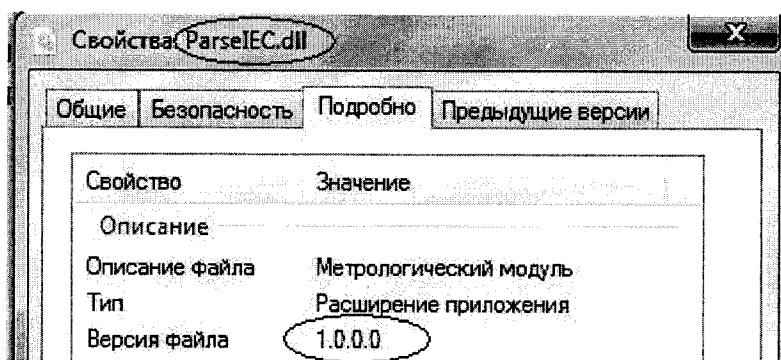 Свойства: ParseIEC.dll
Общие Безопасность Подробно Предыдущие версии
Свойство Значение
Описание
Описание файла Метрологический модуль
Тип Расширение приложения
Версия файла 1.0.0.0